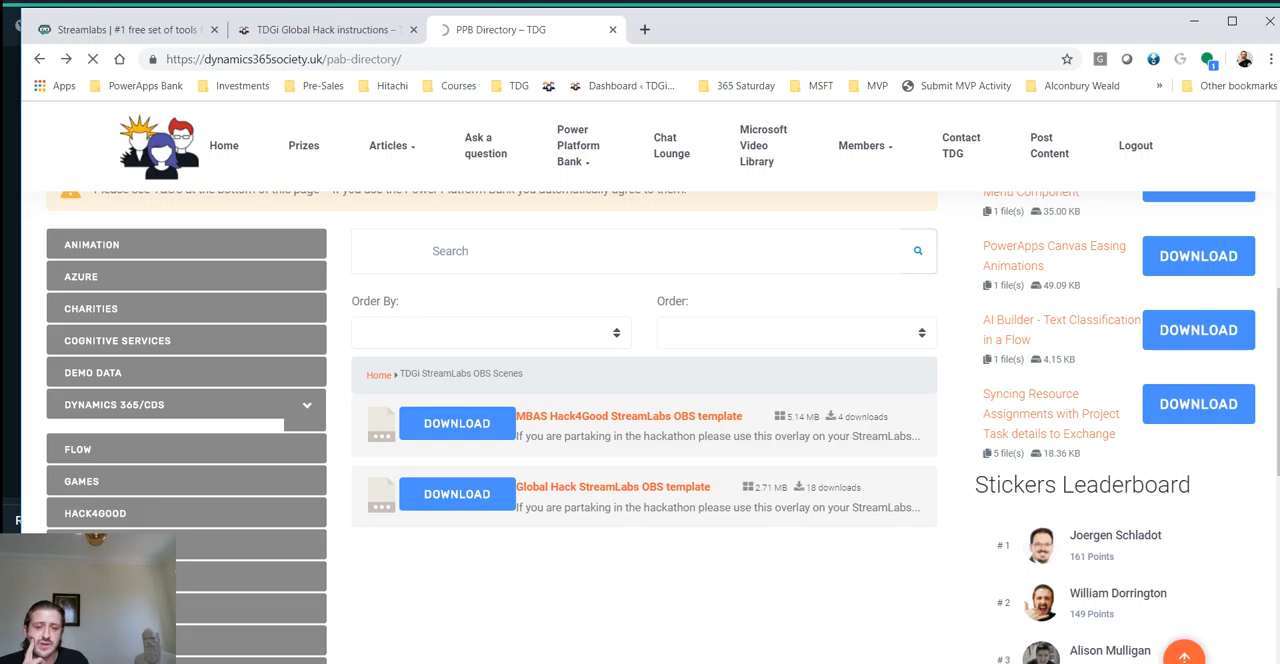 Streamlabs | #1 free set of tools
TDGi Global Hack instructions –
PPB Directory – TDG
https://dynamics365society.uk/pab-directory/
G
1
Apps
PowerApps Bank
Investments
Pre-Sales
Hitachi
Courses
TDG
Dashboard ‹ TDGi...
365 Saturday
MSFT
MVP
Submit MVP Activity
Alconbury Weald
»
Other bookmarks
Home
Prizes
Articles
Ask a question
Power Platform Bank
Chat Lounge
Microsoft Video Library
Members
Contact TDG
Post Content
Logout
Please see T&C's at the bottom of this page - If you use the Power Platform Bank you automatically agree to them.
ANIMATION
AZURE
CHARITIES
COGNITIVE SERVICES
DEMO DATA
DYNAMICS 365/CDS
FLOW
GAMES
HACK4GOOD
Search
Order By:
Order:
Home ▸ TDGi StreamLabs OBS Scenes
DOWNLOAD
MBAS Hack4Good StreamLabs OBS template
5.14 MB
4 downloads
If you are partaking in the hackathon please use this overlay on your StreamLabs...
DOWNLOAD
Global Hack StreamLabs OBS template
2.71 MB
18 downloads
If you are partaking in the hackathon please use this overlay on your StreamLabs...
Menu Component
1 file(s) 35.00 KB
PowerApps Canvas Easing
Animations
1 file(s) 49.09 KB
DOWNLOAD
AI Builder - Text Classification
in a Flow
1 file(s) 4.15 KB
DOWNLOAD
Syncing Resource
Assignments with Project
Task details to Exchange
5 file(s) 18.36 KB
DOWNLOAD
Stickers Leaderboard
# 1
Joergen Schladot
161 Points
# 2
William Dorrington
149 Points
# 3
Alison Mulligan